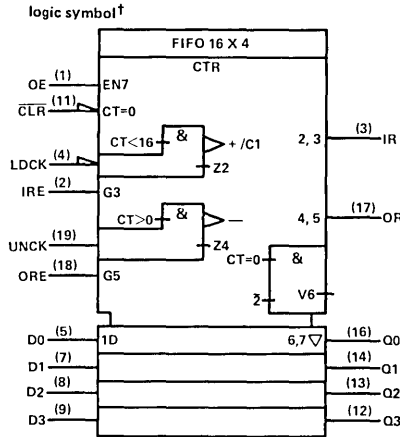 logic symbol†
FIFO 16 X 4
CTR
OE (1) EN7
CLR (11) CT=0
CT<16 & + /C1
2, 3 (3) IR
LDCK (4) Z2
IRE (2) G3
CT>0 & —
4, 5 (17) OR
UNCK (19) Z4
CT=0 &
ORE (18) G5
2 V6
D0 (5) 1D 6,7 ▽ (16) Q0
D1 (7) (14) Q1
D2 (8) (13) Q2
D3 (9) (12) Q3